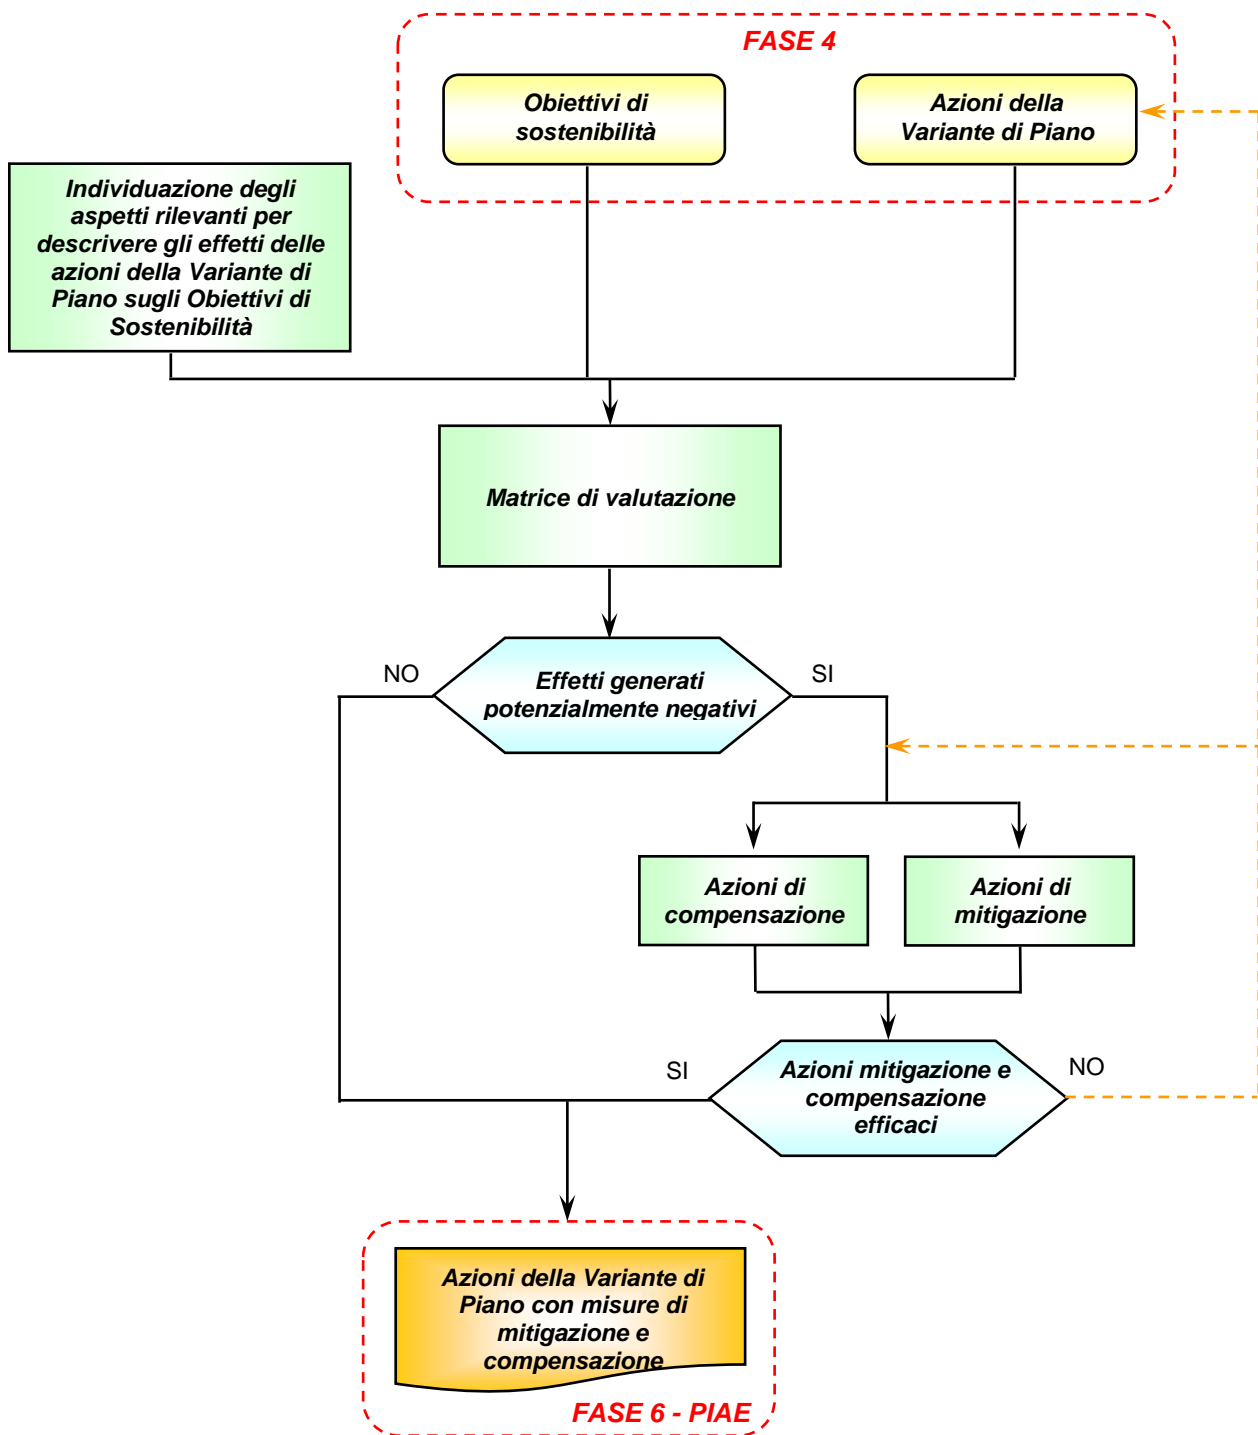 FASE 4
Obiettivi di
sostenibilità
Azioni della
Variante di Piano
Individuazione degli
aspetti rilevanti per
descrivere gli effetti delle
azioni della Variante di
Piano sugli Obiettivi di
Sostenibilità
Matrice di valutazione
NO
Effetti generati
potenzialmente negativi
SI
Azioni di
compensazione
Azioni di
mitigazione
SI
Azioni mitigazione e
compensazione
efficaci
NO
Azioni della Variante di
Piano con misure di
mitigazione e
compensazione
FASE 6 - PIAE